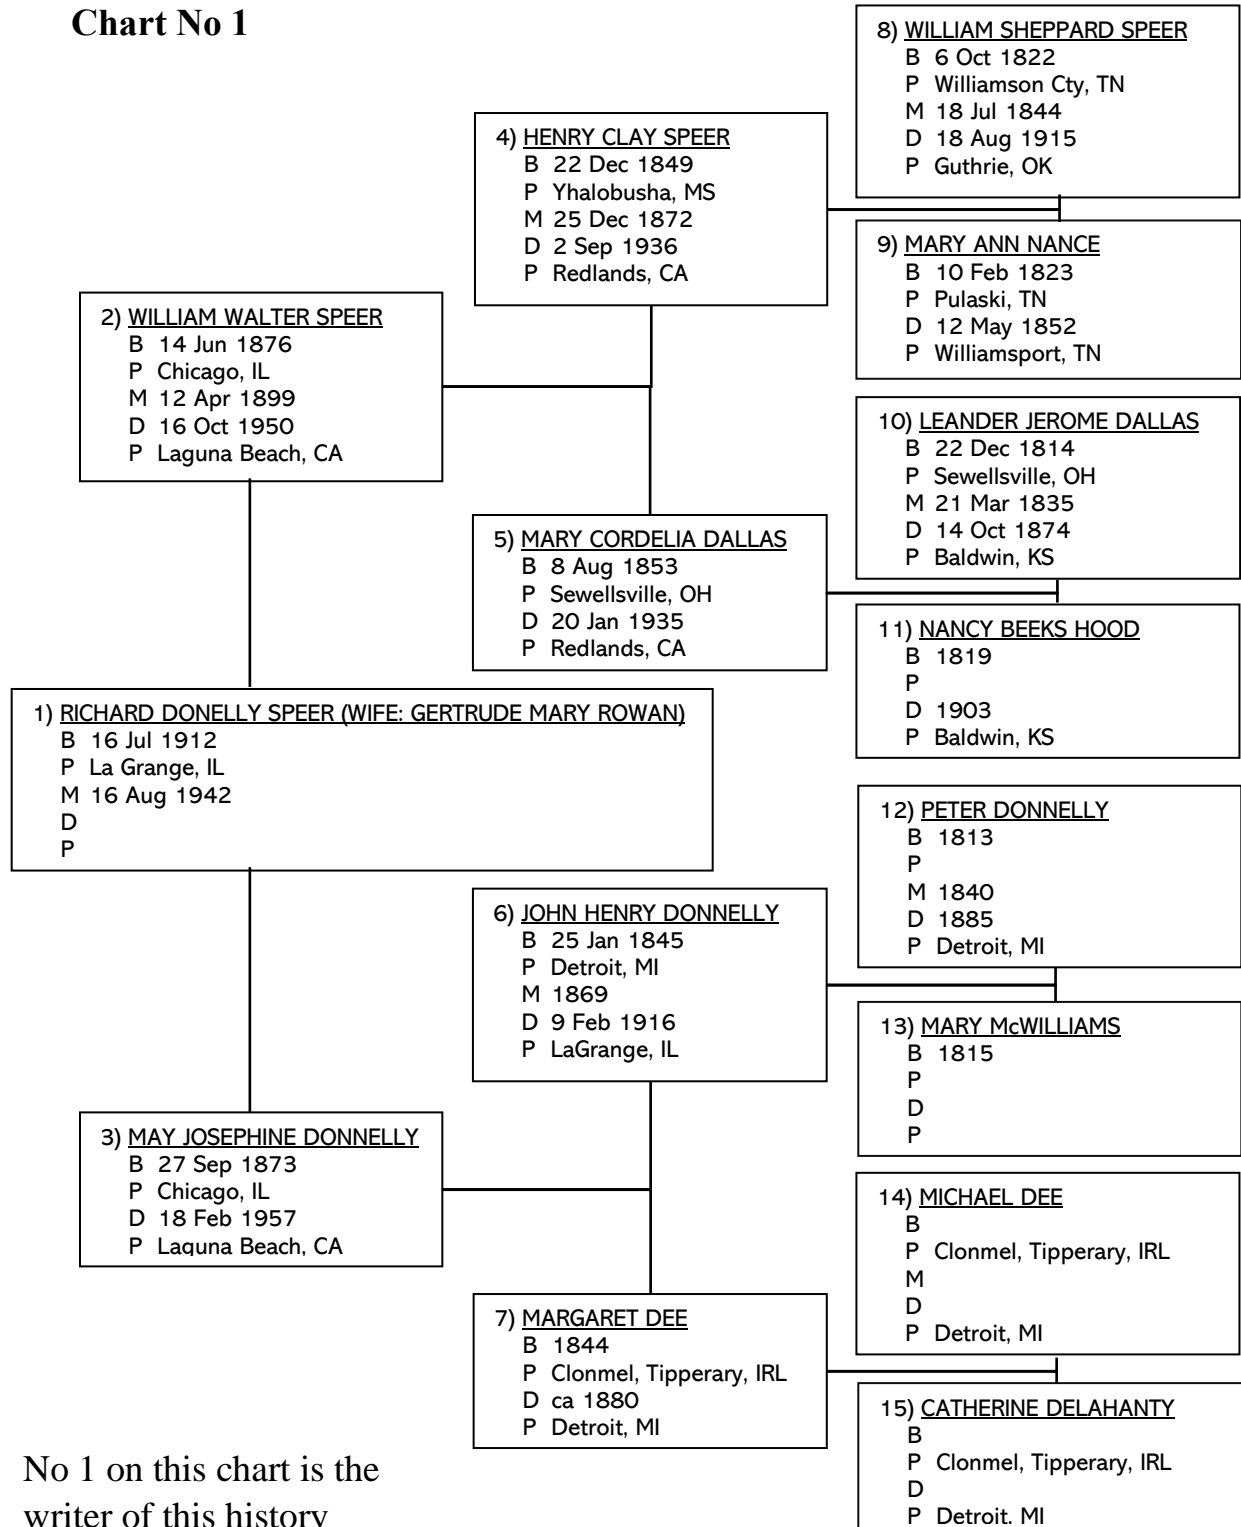 Chart No 1
8) WILLIAM SHEPPARD SPEER
B 6 Oct 1822
P Williamson Cty, TN
M 18 Jul 1844
D 18 Aug 1915
P Guthrie, OK
4) HENRY CLAY SPEER
B 22 Dec 1849
P Yhalobusha, MS
M 25 Dec 1872
D 2 Sep 1936
P Redlands, CA
9) MARY ANN NANCE
B 10 Feb 1823
P Pulaski, TN
D 12 May 1852
P Williamsport, TN
2) WILLIAM WALTER SPEER
B 14 Jun 1876
P Chicago, IL
M 12 Apr 1899
D 16 Oct 1950
P Laguna Beach, CA
10) LEANDER JEROME DALLAS
B 22 Dec 1814
P Sewellsville, OH
M 21 Mar 1835
D 14 Oct 1874
P Baldwin, KS
5) MARY CORDELIA DALLAS
B 8 Aug 1853
P Sewellsville, OH
D 20 Jan 1935
P Redlands, CA
11) NANCY BEEKS HOOD
B 1819
P
D 1903
P Baldwin, KS
1) RICHARD DONELLY SPEER (WIFE: GERTRUDE MARY ROWAN)
B 16 Jul 1912
P La Grange, IL
M 16 Aug 1942
D
P
12) PETER DONNELLY
B 1813
P
M 1840
D 1885
P Detroit, MI
6) JOHN HENRY DONNELLY
B 25 Jan 1845
P Detroit, MI
M 1869
D 9 Feb 1916
P LaGrange, IL
13) MARY McWILLIAMS
B 1815
P
D
P
3) MAY JOSEPHINE DONNELLY
B 27 Sep 1873
P Chicago, IL
D 18 Feb 1957
P Laguna Beach, CA
14) MICHAEL DEE
B
P Clonmel, Tipperary, IRL
M
D
P Detroit, MI
7) MARGARET DEE
B 1844
P Clonmel, Tipperary, IRL
D ca 1880
P Detroit, MI
15) CATHERINE DELAHANTY
B
P Clonmel, Tipperary, IRL
D
P Detroit, MI
No 1 on this chart is the
writer of this history